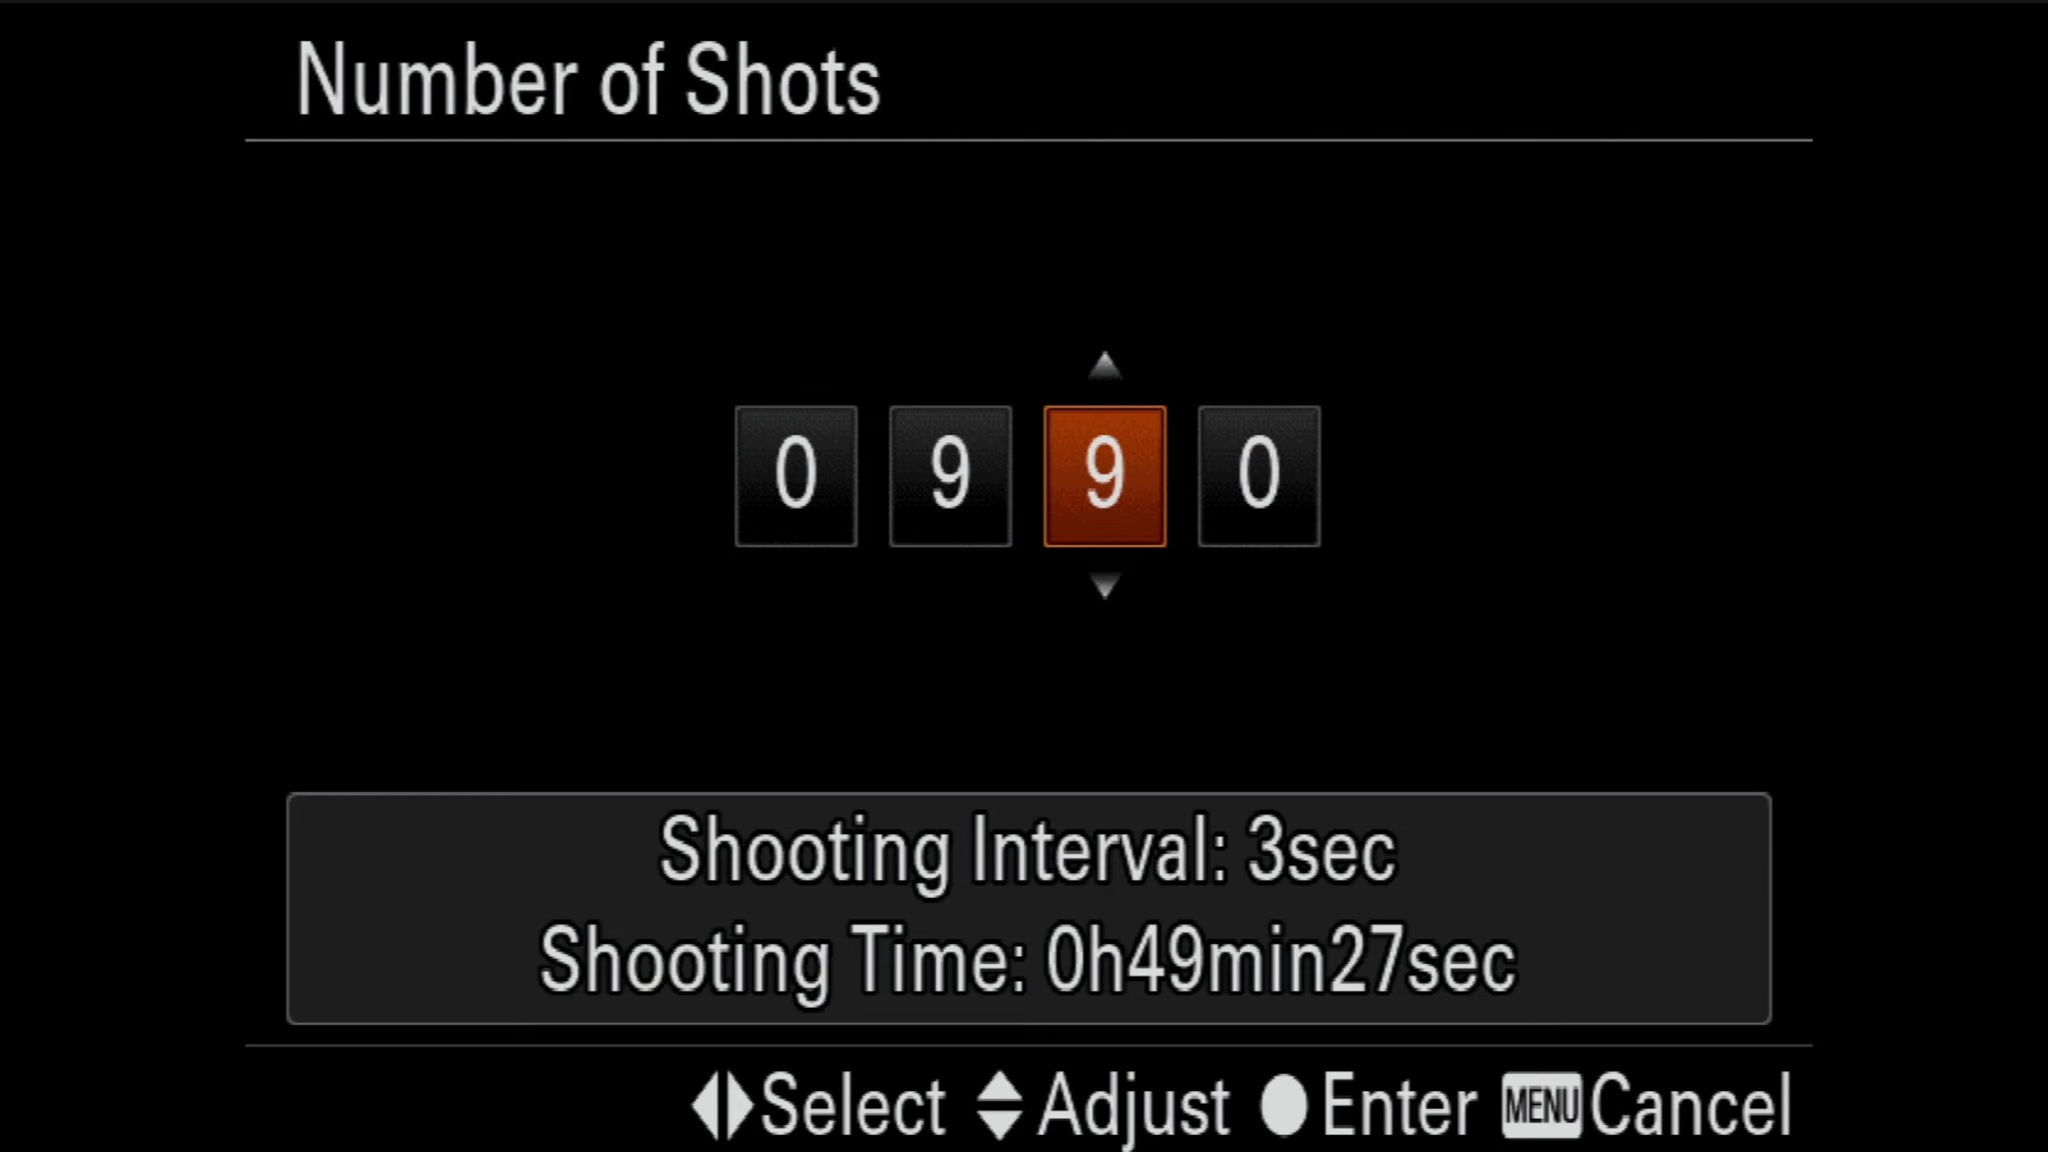 Number of Shots
0 9 9 0
Shooting Interval: 3sec
Shooting Time: 0h49min27sec
Select Adjust Enter MENU Cancel